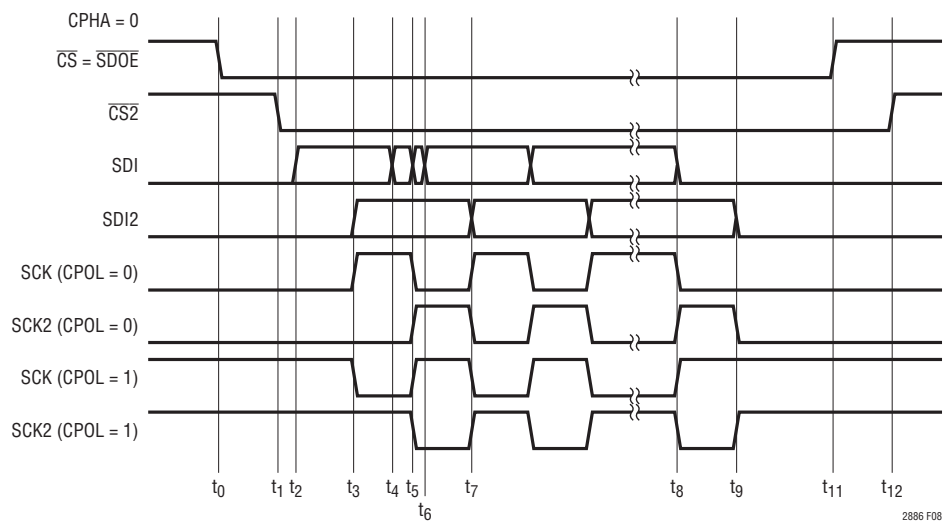 CPHA = 0
CS = SDOE
CS2
SDI
SDI2
SCK (CPOL = 0)
SCK2 (CPOL = 0)
SCK (CPOL = 1)
SCK2 (CPOL = 1)
t0 t1 t2 t3 t4 t5 t6 t7 t8 t9 t11 t12
2886 F08